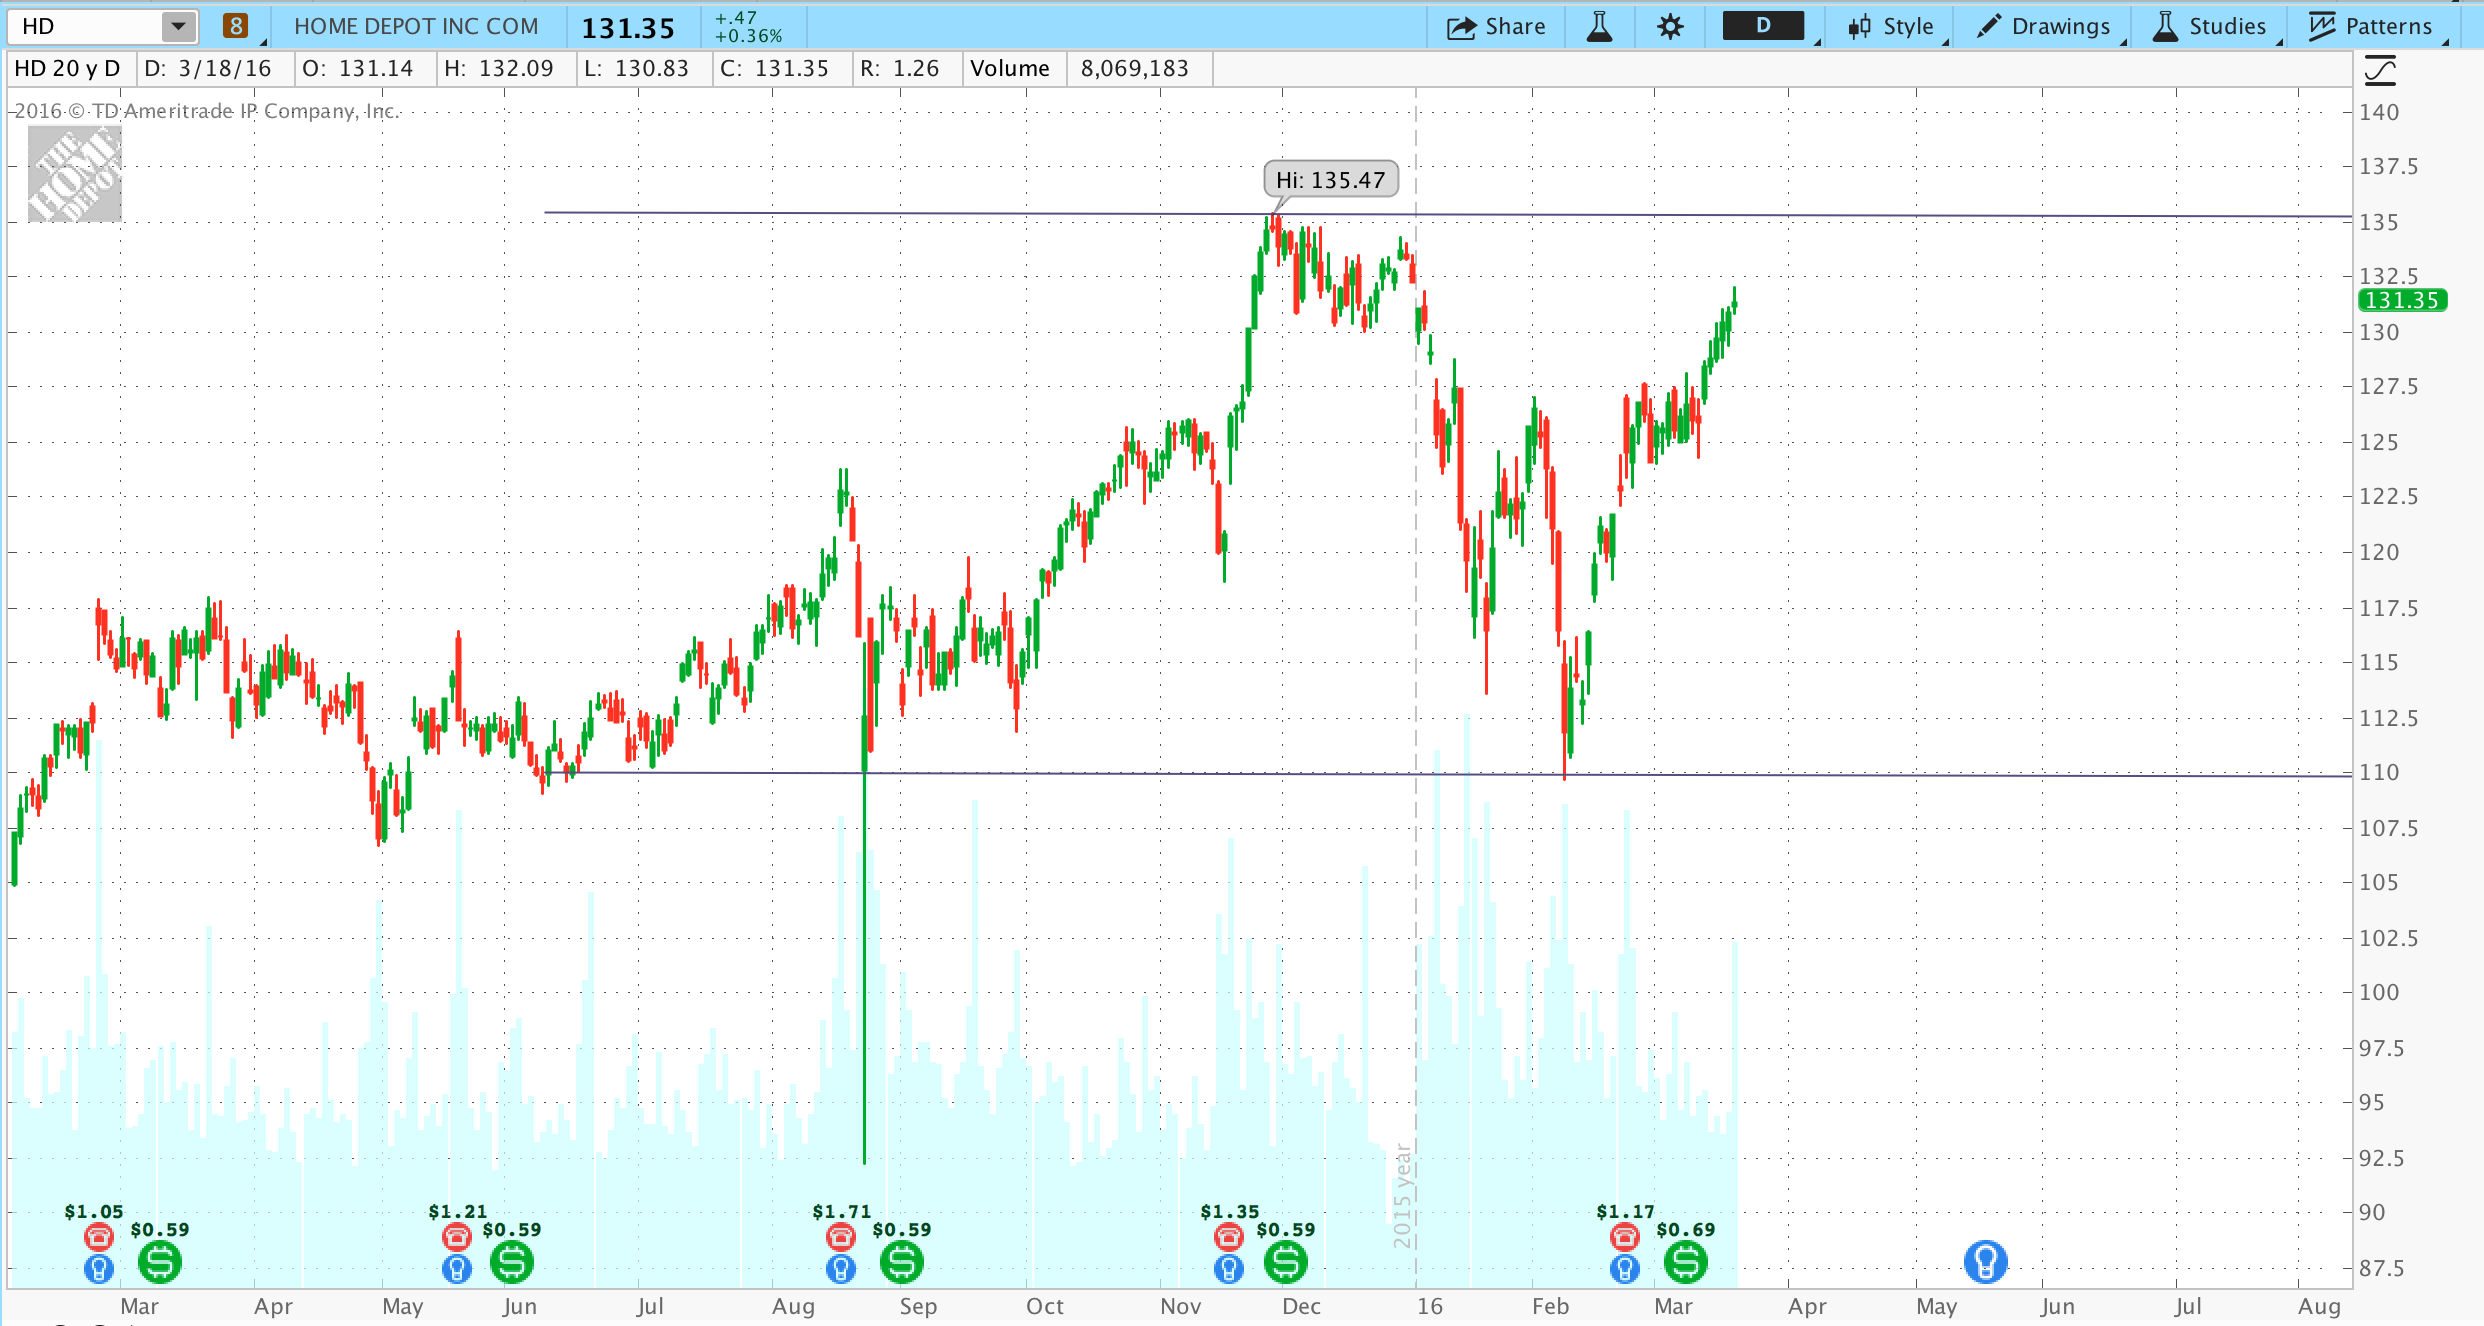 HD 8 HOME DEPOT INC COM 131.35 +.47 +0.36% Share D Style Drawings Studies Patterns
HD 20 y D D: 3/18/16 O: 131.14 H: 132.09 L: 130.83 C: 131.35 R: 1.26 Volume 8,069,183
2016 © TD Ameritrade IP Company, Inc.
THE
HOME
DEPOT
Hi: 135.47
140
137.5
135
132.5
131.35
130
127.5
125
122.5
120
117.5
115
112.5
110
107.5
105
102.5
100
97.5
95
92.5
90
87.5
2015 year
$1.05 $1.21 $1.71 $1.35 $1.17
$0.59 $0.59 $0.59 $0.59 $0.69
Mar Apr May Jun Jul Aug Sep Oct Nov Dec 16 Feb Mar Apr May Jun Jul Aug